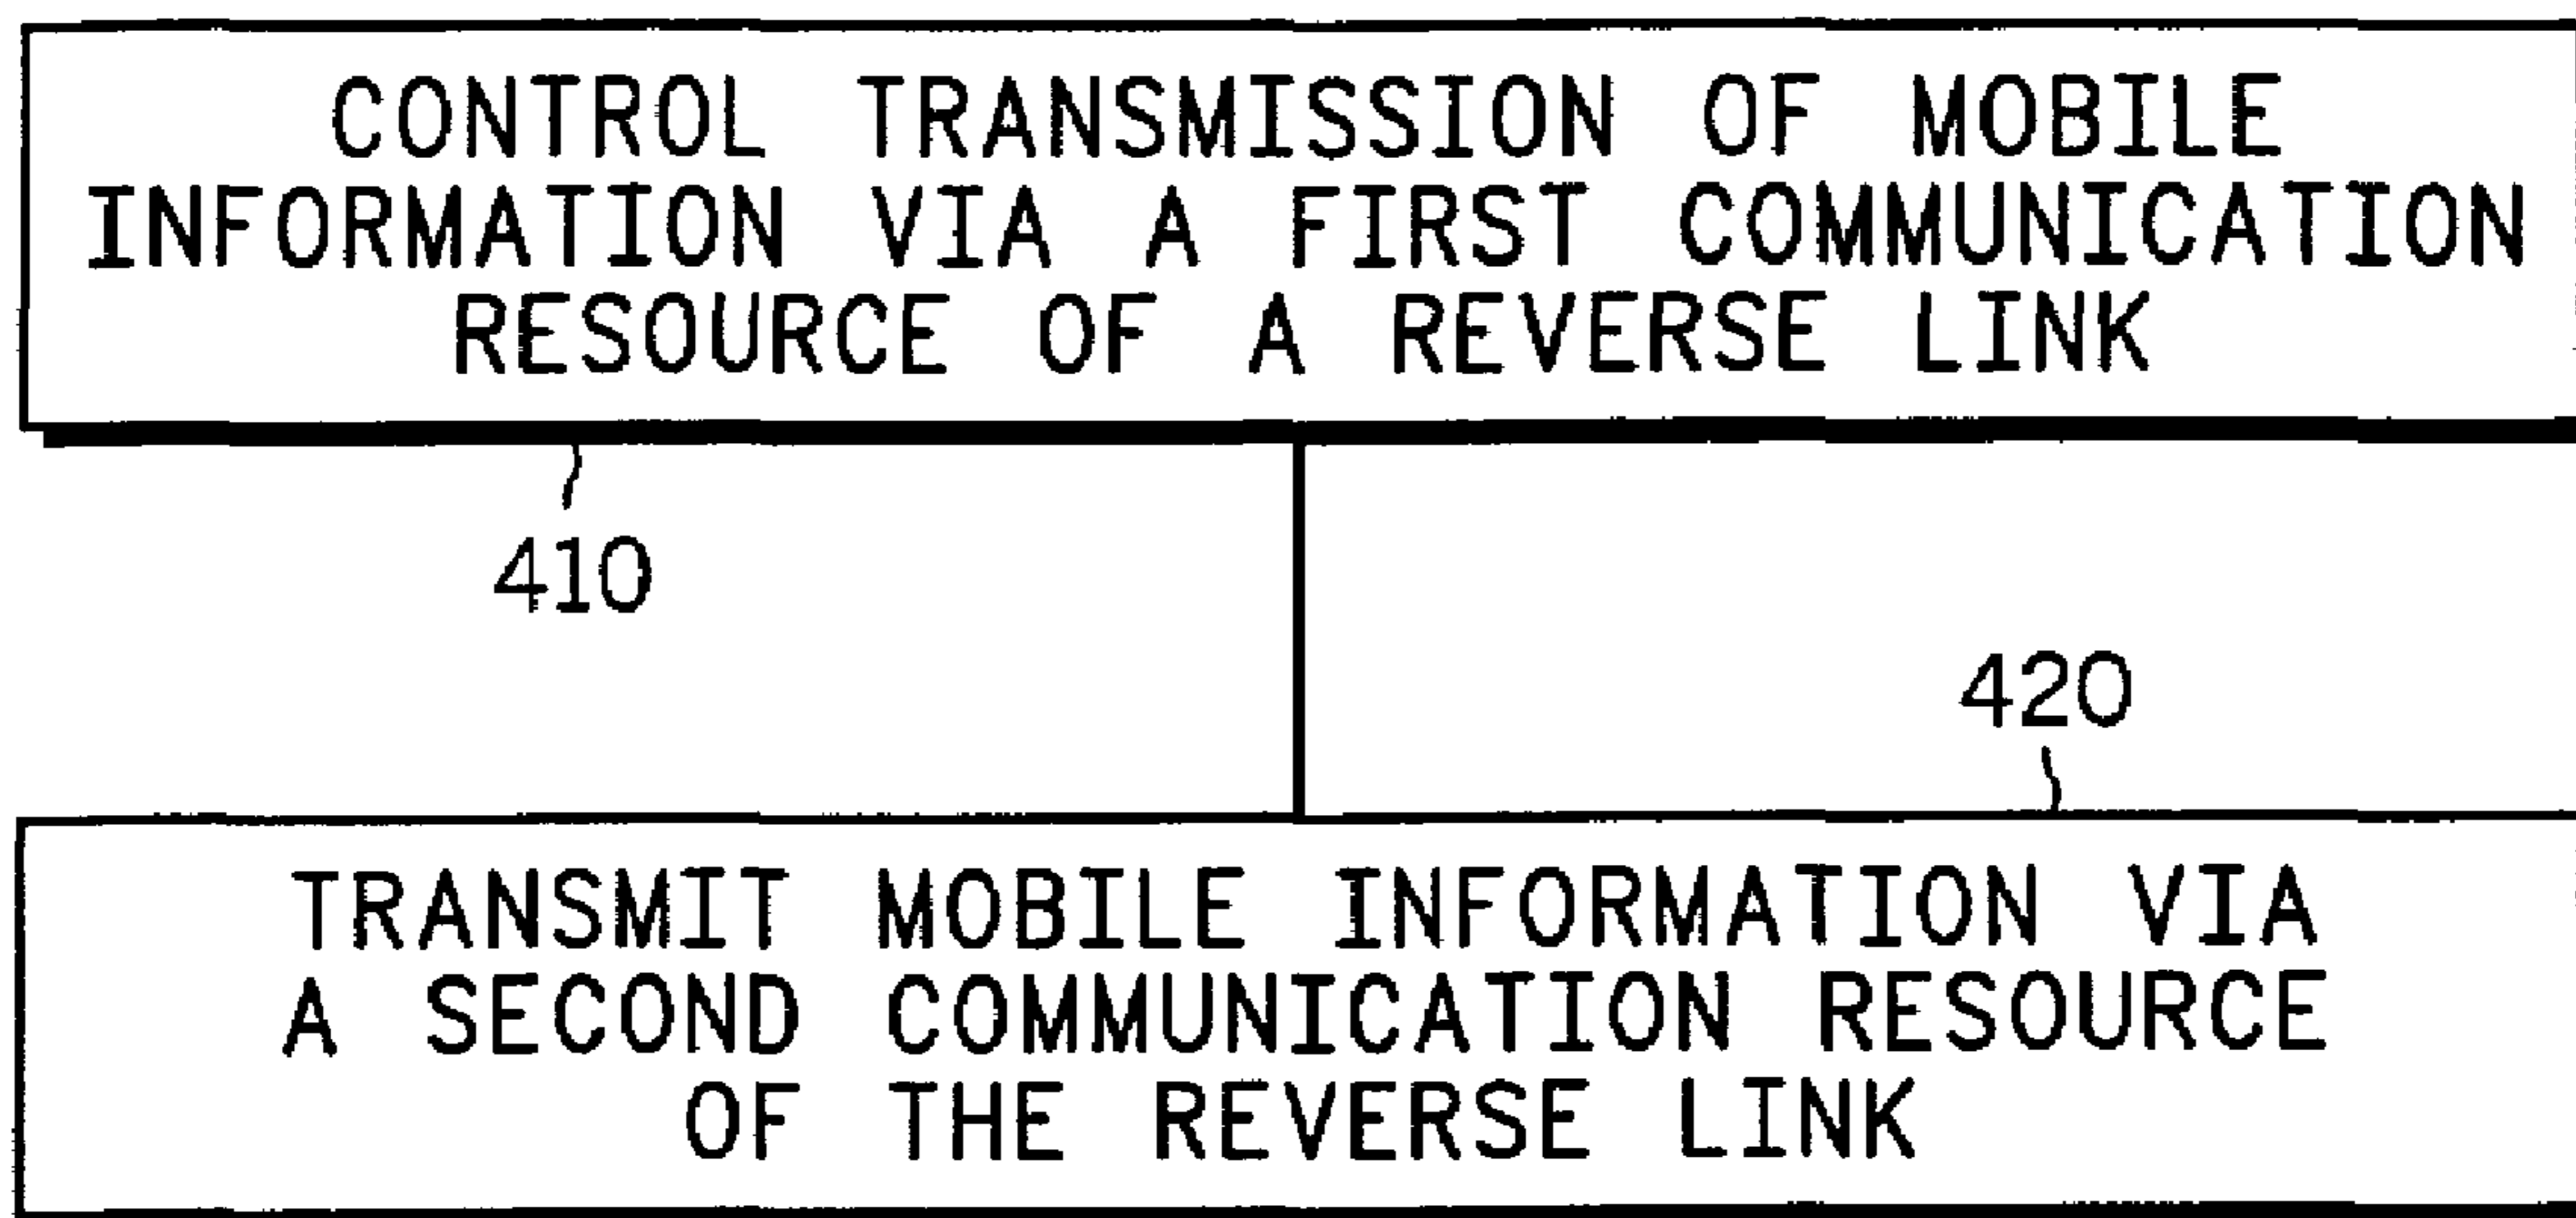 CONTROL TRANSMISSION OF MOBILE
INFORMATION VIA A FIRST COMMUNICATION
RESOURCE OF A REVERSE LINK
410
420
TRANSMIT MOBILE INFORMATION VIA
A SECOND COMMUNICATION RESOURCE
OF THE REVERSE LINK